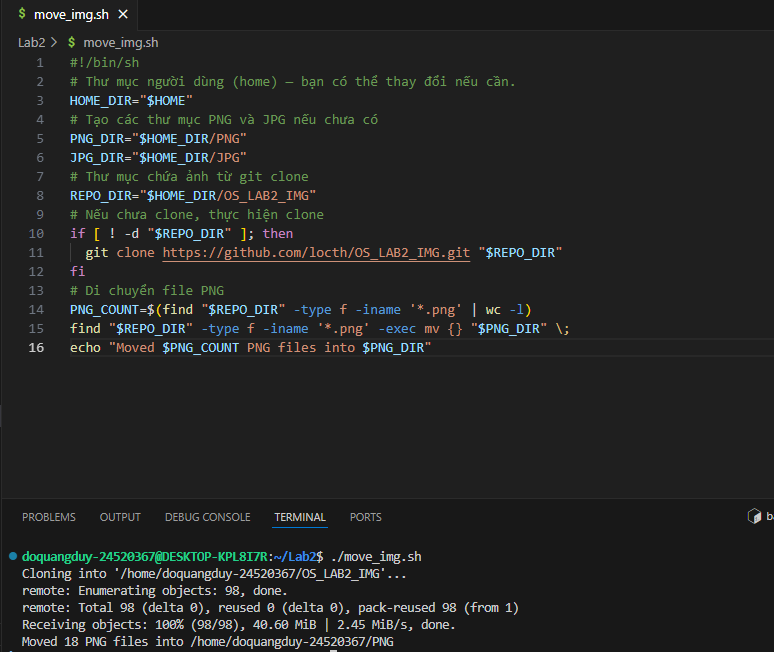 $ move_img.sh ×
Lab2 > $ move_img.sh
1 #!/bin/sh
2 # Thư mục người dùng (home) – bạn có thể thay đổi nếu cần.
3 HOME_DIR="$HOME"
4 # Tạo các thư mục PNG và JPG nếu chưa có
5 PNG_DIR="$HOME_DIR/PNG"
6 JPG_DIR="$HOME_DIR/JPG"
7 # Thư mục chứa ảnh từ git clone
8 REPO_DIR="$HOME_DIR/OS_LAB2_IMG"
9 # Nếu chưa clone, thực hiện clone
10 if [ ! -d "$REPO_DIR" ]; then
11 git clone https://github.com/locth/OS_LAB2_IMG.git "$REPO_DIR"
12 fi
13 # Di chuyển file PNG
14 PNG_COUNT=$(find "$REPO_DIR" -type f -iname '*.png' | wc -l)
15 find "$REPO_DIR" -type f -iname '*.png' -exec mv {} "$PNG_DIR" \;
16 echo "Moved $PNG_COUNT PNG files into $PNG_DIR"
PROBLEMS OUTPUT DEBUG CONSOLE TERMINAL PORTS
doquangduy-24520367@DESKTOP-KPL8I7R:~/Lab2$ ./move_img.sh
Cloning into '/home/doquangduy-24520367/OS_LAB2_IMG'...
remote: Enumerating objects: 98, done.
remote: Total 98 (delta 0), reused 0 (delta 0), pack-reused 98 (from 1)
Receiving objects: 100% (98/98), 40.60 MiB | 2.45 MiB/s, done.
Moved 18 PNG files into /home/doquangduy-24520367/PNG